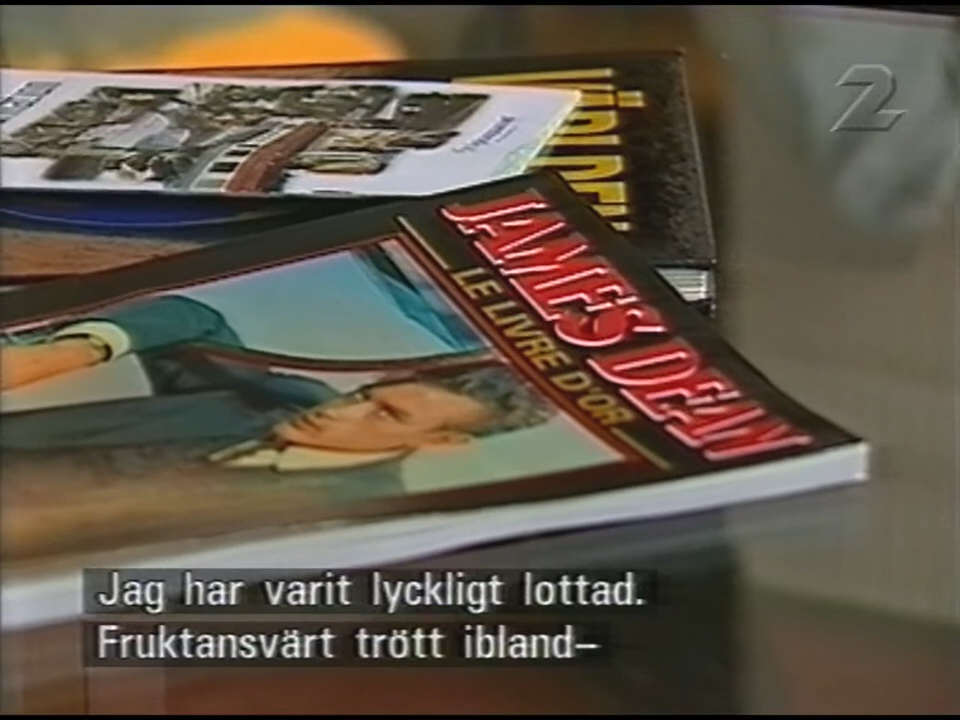 2
JAMES DEAN
LE LIVRE D'OR
Jag har varit lyckligt lottad.
Fruktansvärt trött ibland–